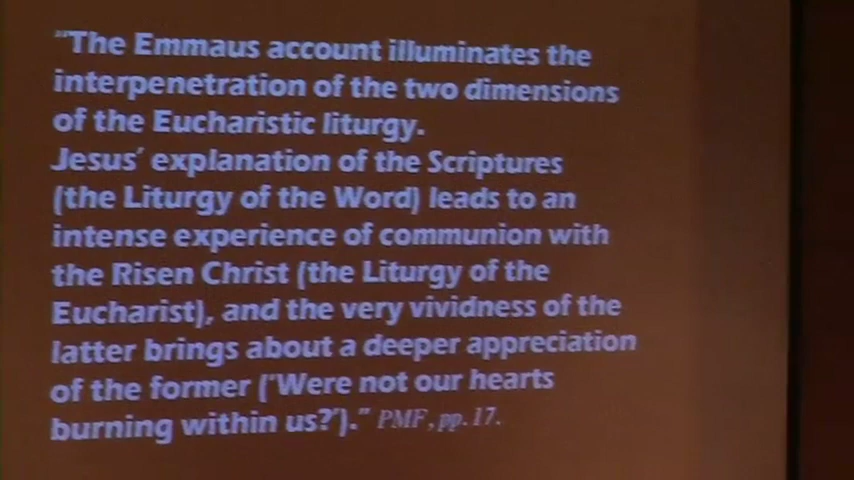 "The Emmaus account illuminates the
interpenetration of the two dimensions
of the Eucharistic liturgy.
Jesus' explanation of the Scriptures
(the Liturgy of the Word) leads to an
intense experience of communion with
the Risen Christ (the Liturgy of the
Eucharist), and the very vividness of the
latter brings about a deeper appreciation
of the former ('Were not our hearts
burning within us?')." PMF, pp. 17.